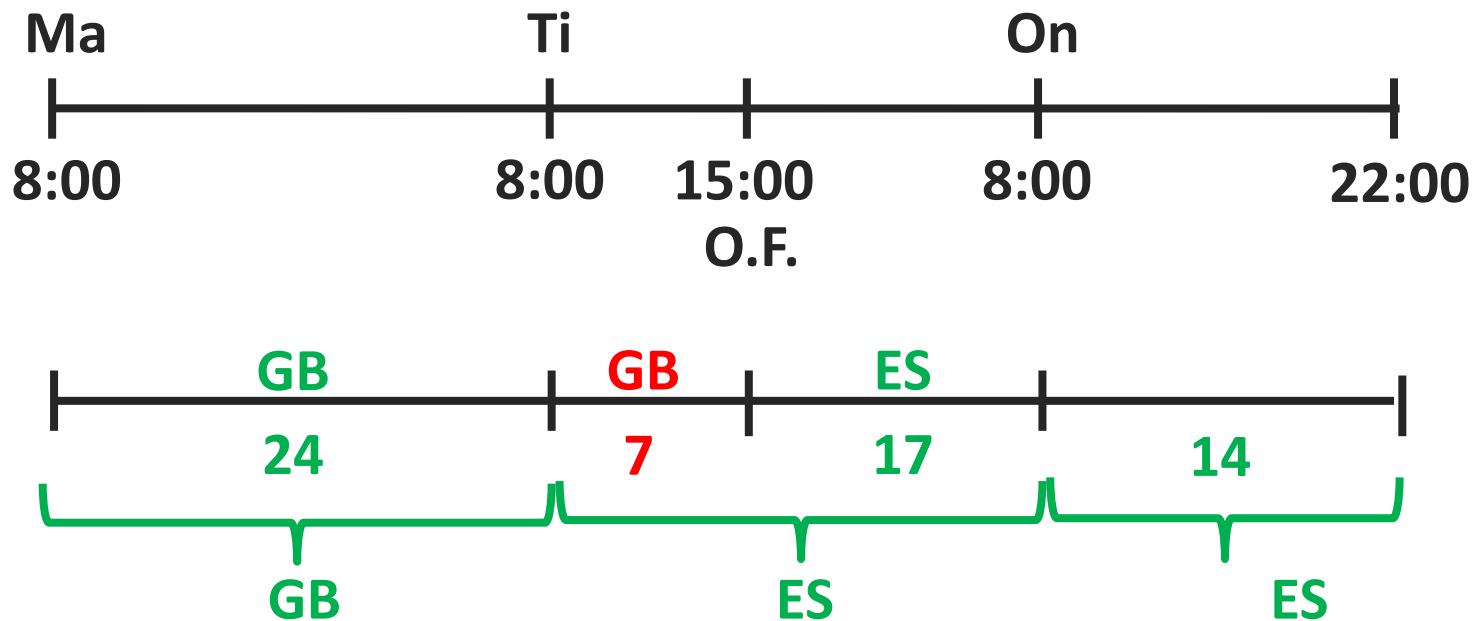 Ma Ti On
8:00 8:00 15:00 8:00 22:00
O.F.
GB GB ES
24 7 17 14
GB ES ES